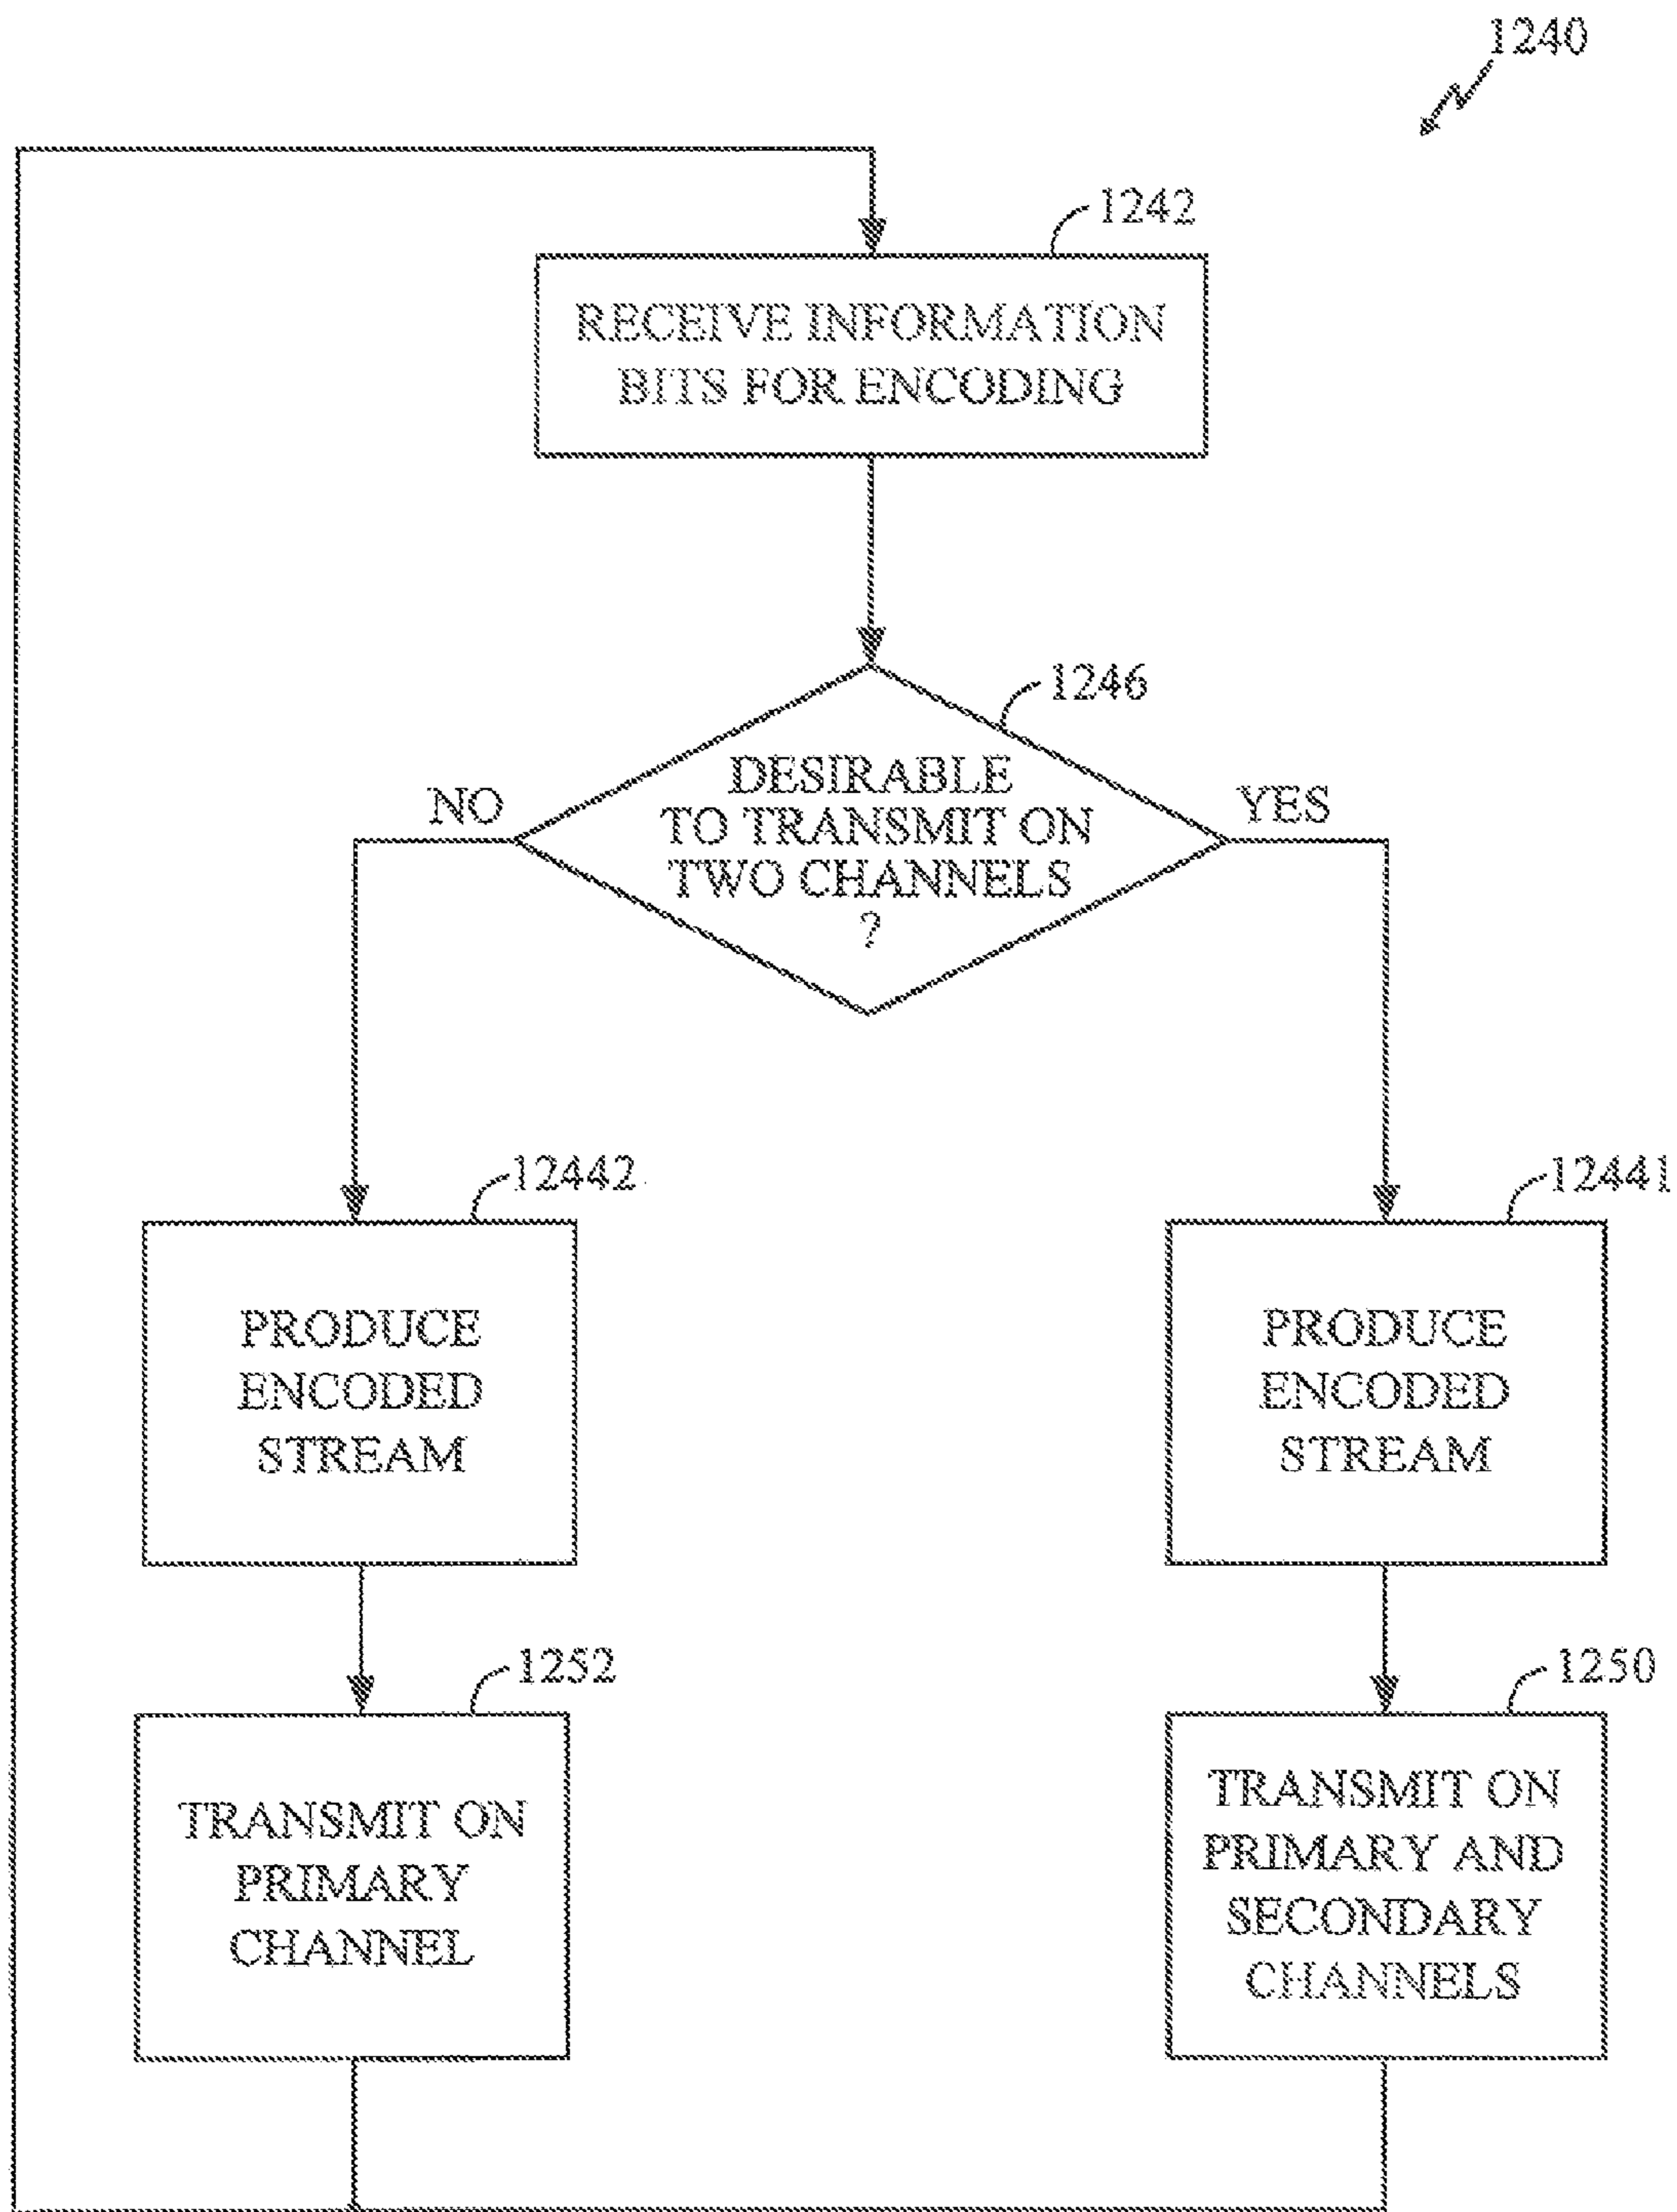 1240
1242
RECEIVE INFORMATION
BITS FOR ENCODING
1246
DESIRABLE
TO TRANSMIT ON
TWO CHANNELS
?
NO
YES
12442
12441
PRODUCE
ENCODED
STREAM
PRODUCE
ENCODED
STREAM
1252
1250
TRANSMIT ON
PRIMARY
CHANNEL
TRANSMIT ON
PRIMARY AND
SECONDARY
CHANNELS